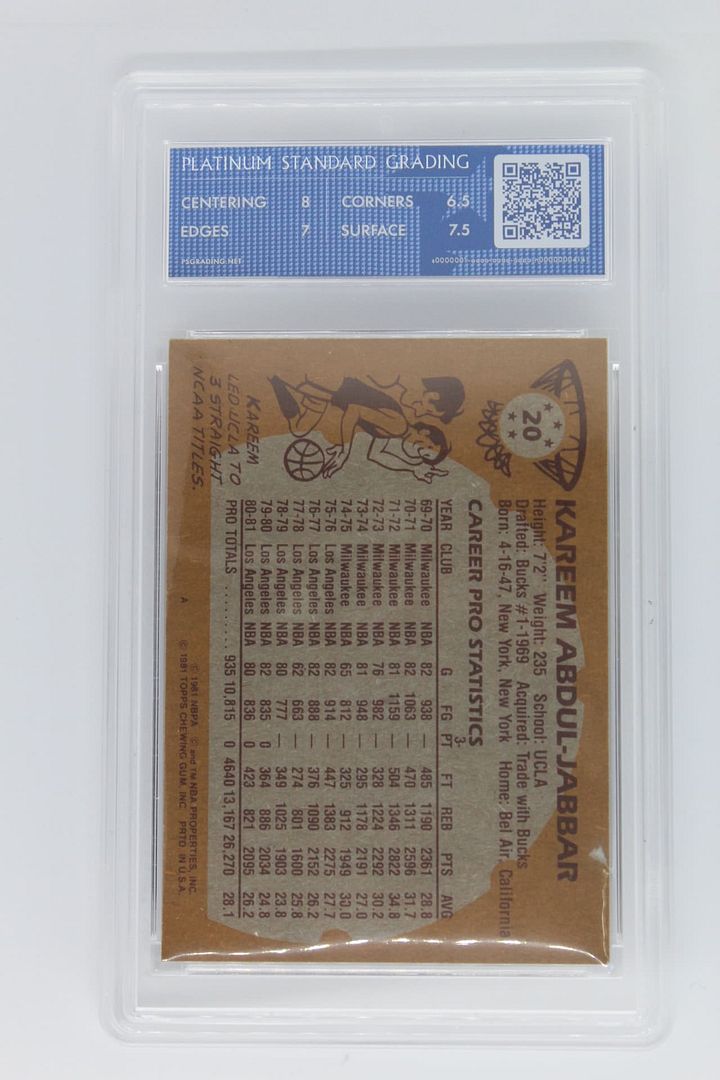 PLATINUM STANDARD GRADING
CENTERING 8 CORNERS 6.5
EDGES 7 SURFACE 7.5
PSGRADING.NET
20
KAREEM ABDUL-JABBAR
Height: 7'2" Weight: 235 School: UCLA
Drafted: Bucks #1-1969 Acquired: Trade with Bucks
Born: 4-16-47, New York, New York Home: Bel Air, California
CAREER PRO STATISTICS
3-
YEAR CLUB G FG PT FT REB PTS AVG
69-70 Milwaukee NBA 82 938 — 485 1190 2361 28.8
70-71 Milwaukee NBA 82 1063 — 470 1311 2596 31.7
71-72 Milwaukee NBA 81 1159 — 504 1346 2822 34.8
72-73 Milwaukee NBA 76 982 — 328 1224 2292 30.2
73-74 Milwaukee NBA 81 948 — 295 1178 2191 27.0
74-75 Milwaukee NBA 65 812 — 325 912 1949 30.0
75-76 Los Angeles NBA 82 914 — 447 1383 2275 27.7
76-77 Los Angeles NBA 82 888 — 376 1090 2152 26.2
77-78 Los Angeles NBA 62 663 — 274 801 1600 25.8
78-79 Los Angeles NBA 80 777 — 349 1025 1903 23.8
79-80 Los Angeles NBA 82 835 0 364 886 2034 24.8
80-81 Los Angeles NBA 80 836 0 423 821 2095 26.2
PRO TOTALS ......... 935 10,815 0 4640 13,167 26,270 28.1
KAREEM
LED UCLA TO
3 STRAIGHT
NCAA TITLES.
© 1981 NBPA © and TM NBA PROPERTIES, INC.
A © 1981 TOPPS CHEWING GUM, INC. PRTD IN U.S.A.